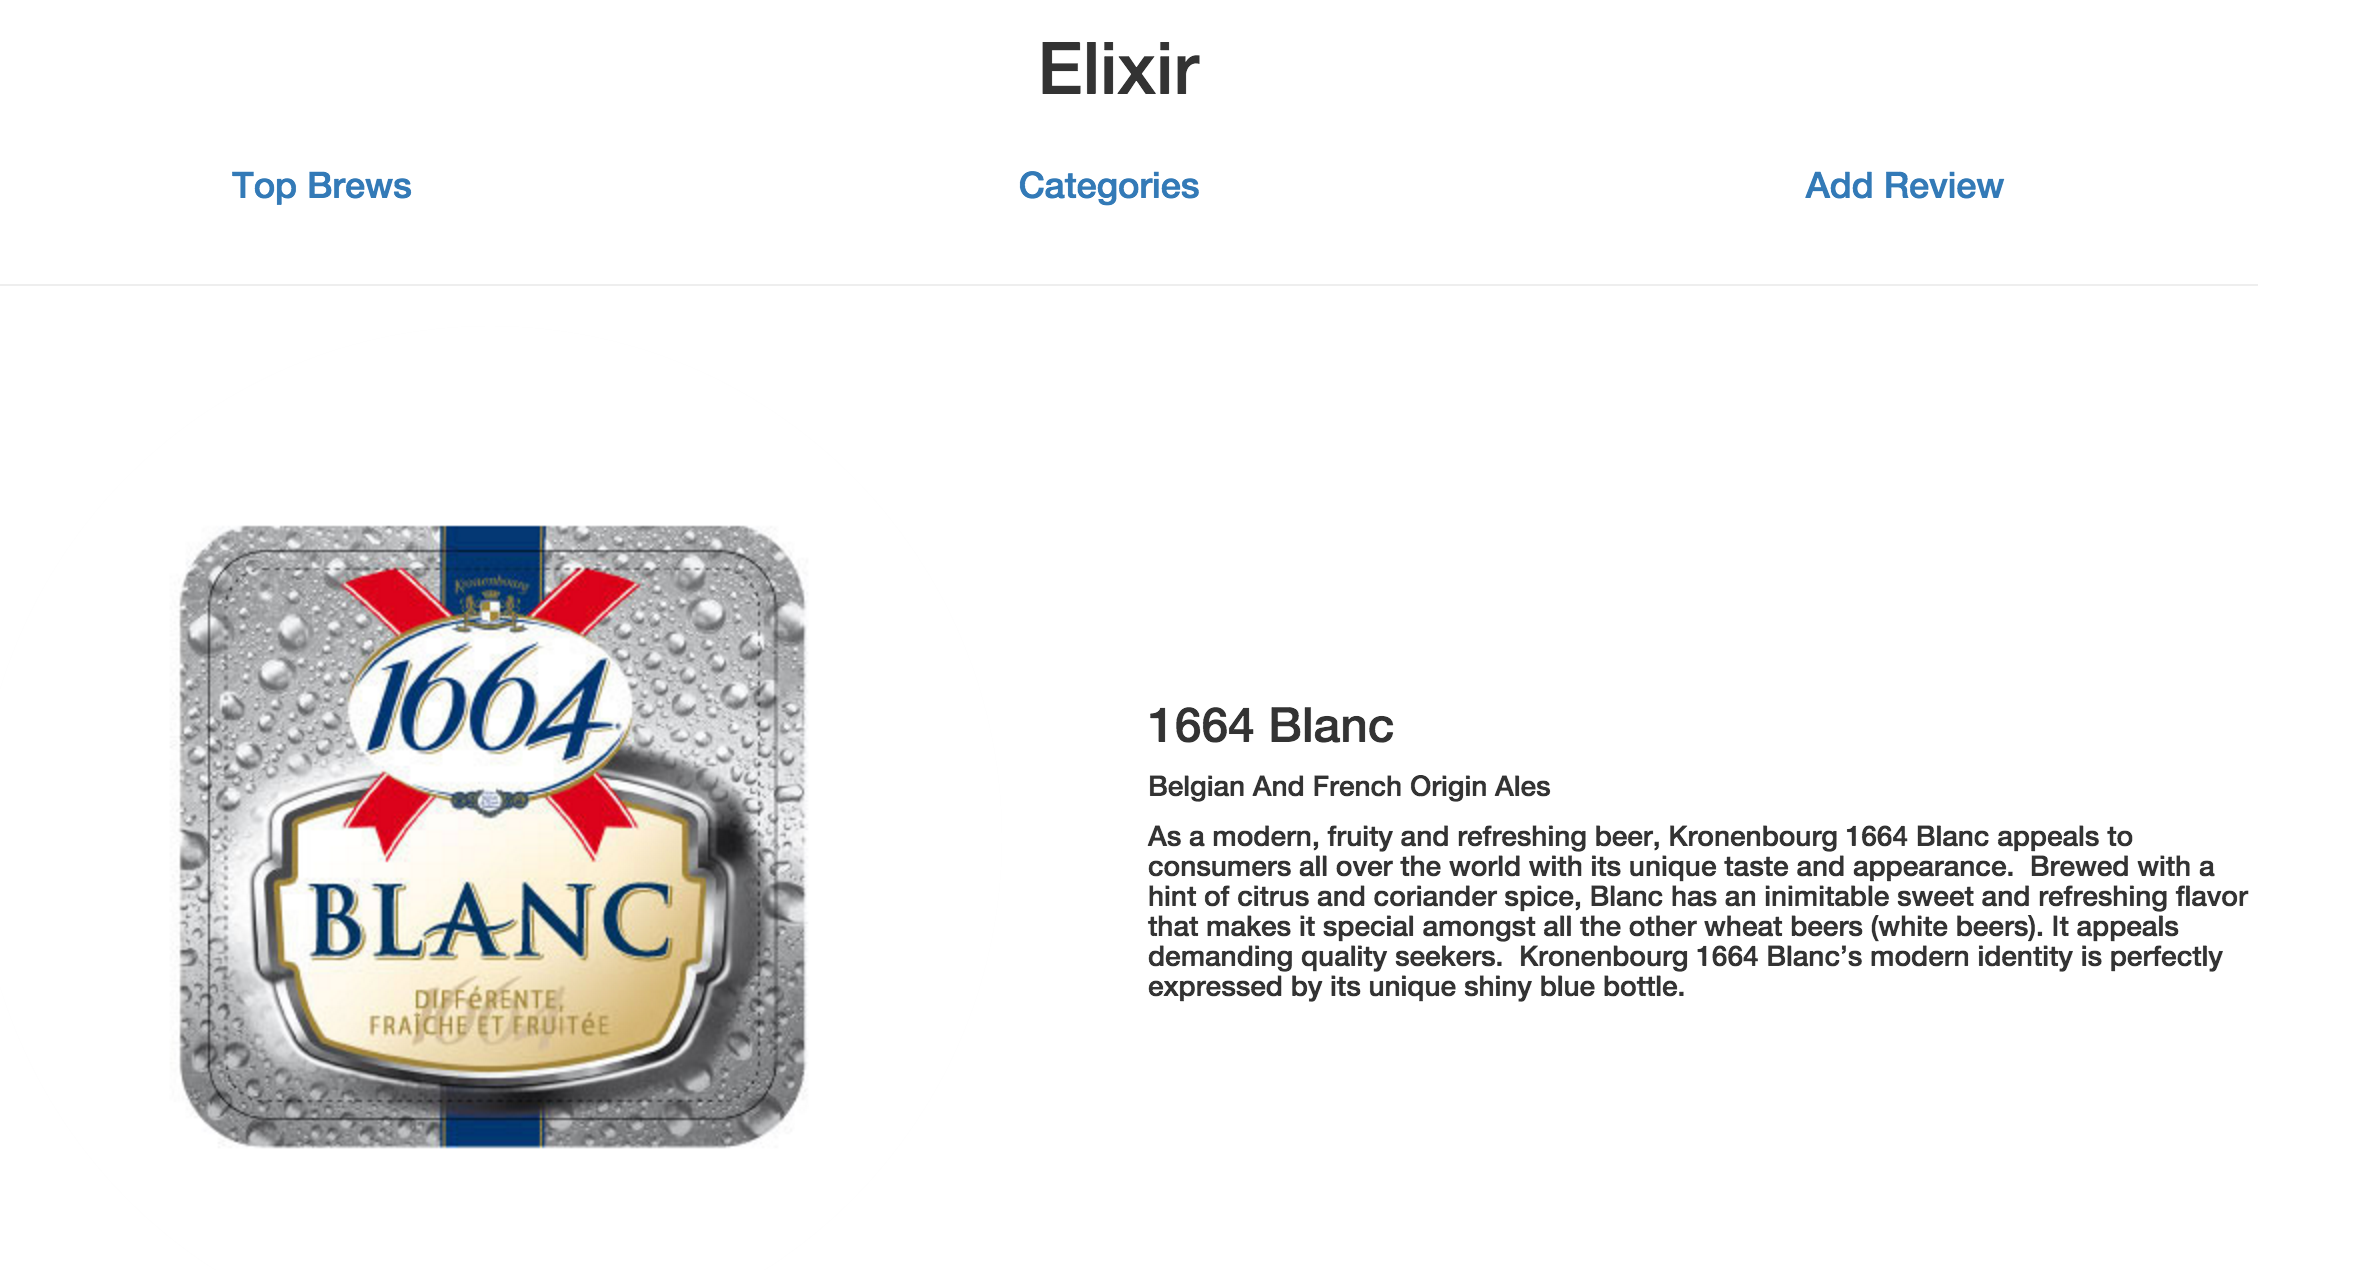 Elixir
Top Brews Categories Add Review
Kronenbourg
1664
BLANC
DIFFéRENTE,
FRAÎCHE ET FRUITéE
1664
1664 Blanc
Belgian And French Origin Ales
As a modern, fruity and refreshing beer, Kronenbourg 1664 Blanc appeals to
consumers all over the world with its unique taste and appearance.  Brewed with a
hint of citrus and coriander spice, Blanc has an inimitable sweet and refreshing flavor
that makes it special amongst all the other wheat beers (white beers). It appeals
demanding quality seekers.  Kronenbourg 1664 Blanc’s modern identity is perfectly
expressed by its unique shiny blue bottle.